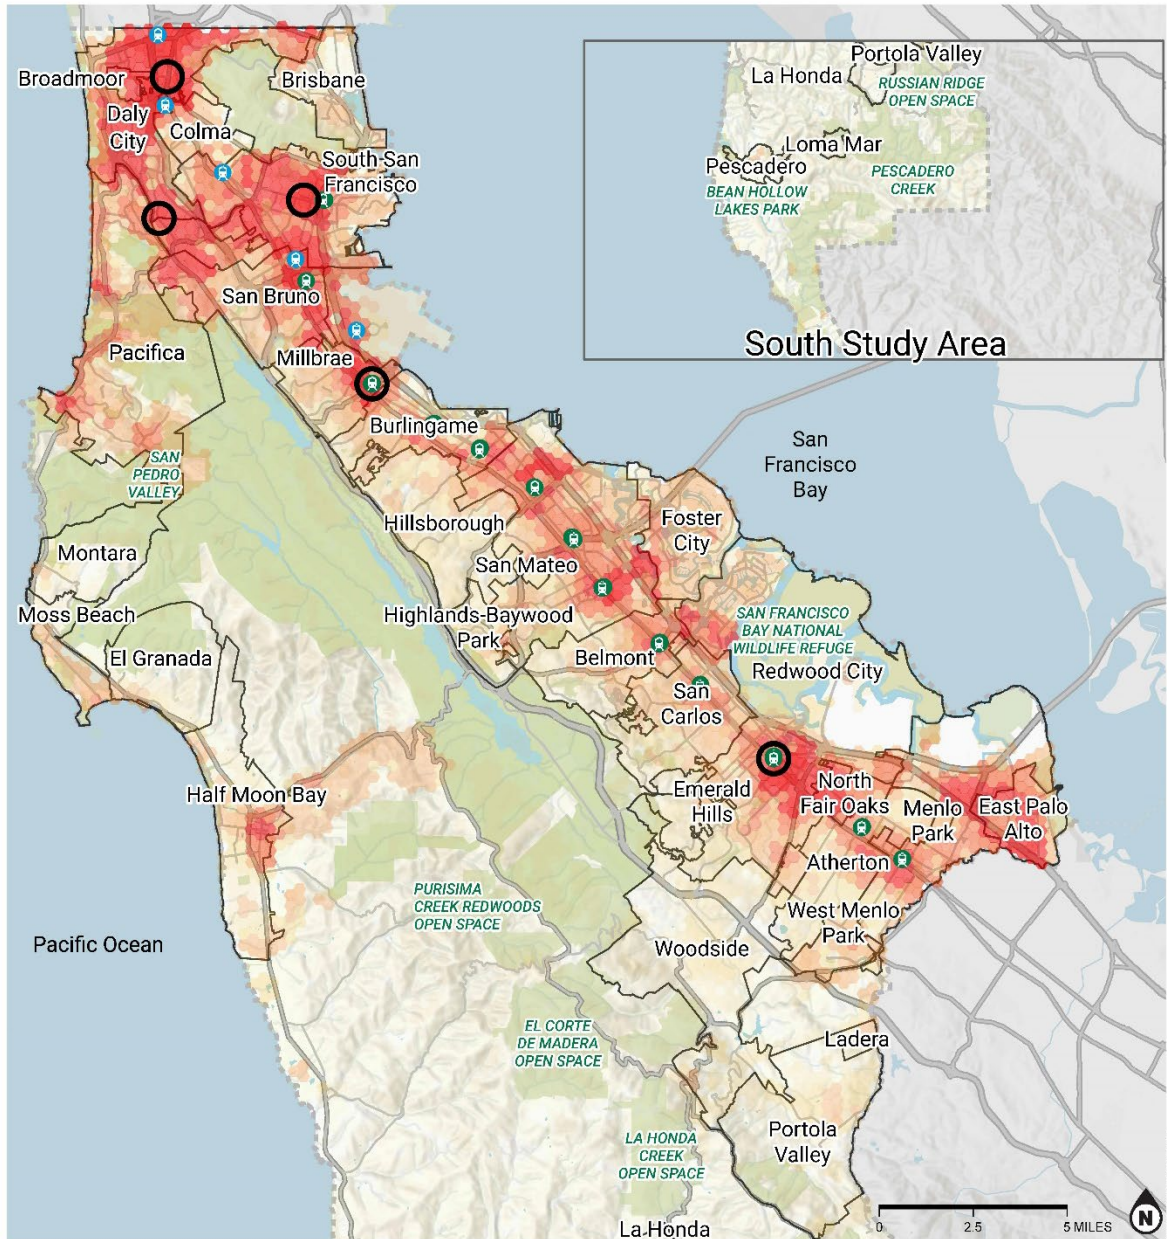 Broadmoor
Brisbane
Daly
City
Colma
South San
Francisco
San Bruno
Pacifica
Millbrae
Burlingame
SAN
PEDRO
VALLEY
Hillsborough
Foster
City
San
Francisco
Bay
Montara
San Mateo
Moss Beach
Highlands-Baywood
Park
SAN FRANCISCO
BAY NATIONAL
WILDLIFE REFUGE
El Granada
Belmont
Redwood City
San
Carlos
Half Moon Bay
Emerald
Hills
North
Fair Oaks
Menlo
Park
East Palo
Alto
Atherton
PURISIMA
CREEK REDWOODS
OPEN SPACE
West Menlo
Park
Pacific Ocean
Woodside
EL CORTE
DE MADERA
OPEN SPACE
Ladera
LA HONDA
CREEK
OPEN SPACE
Portola
Valley
La Honda
Portola Valley
La Honda
RUSSIAN RIDGE
OPEN SPACE
Loma Mar
Pescadero
PESCADERO
CREEK
BEAN HOLLOW
LAKES PARK
South Study Area
0 2.5 5 MILES
N